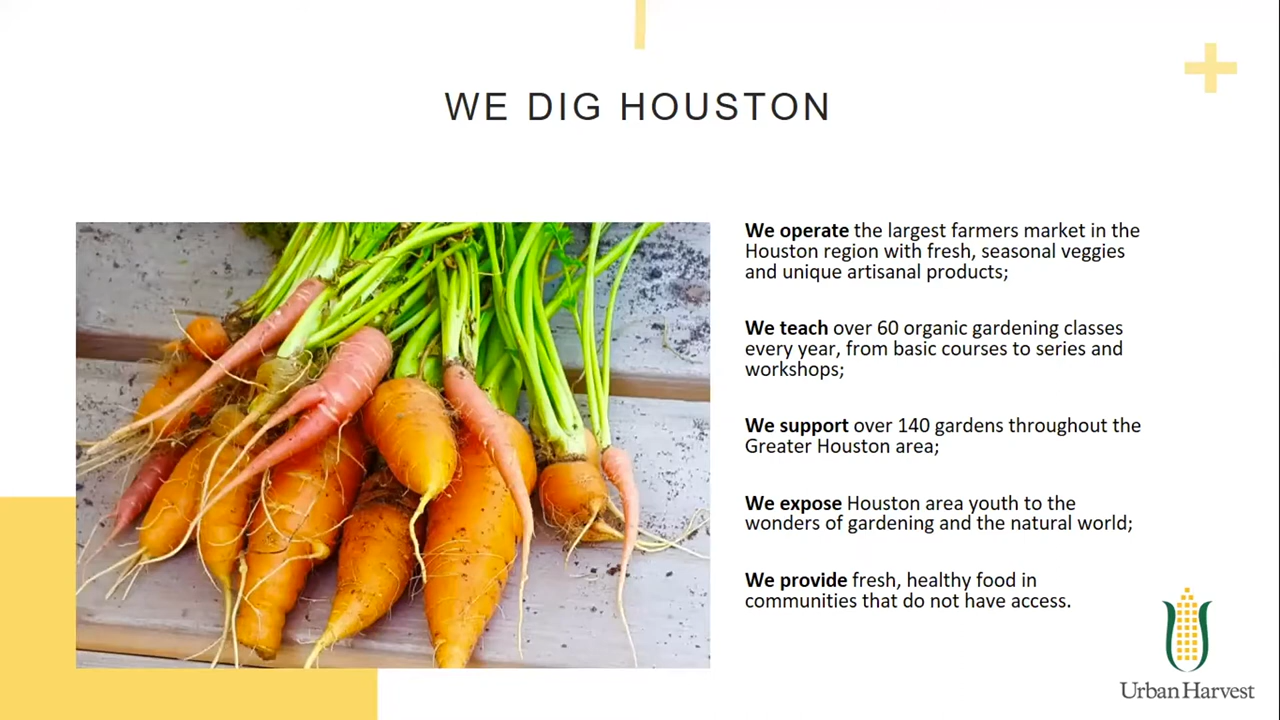 WE DIG HOUSTON
We operate the largest farmers market in the
Houston region with fresh, seasonal veggies
and unique artisanal products;
We teach over 60 organic gardening classes
every year, from basic courses to series and
workshops;
We support over 140 gardens throughout the
Greater Houston area;
We expose Houston area youth to the
wonders of gardening and the natural world;
We provide fresh, healthy food in
communities that do not have access.
Urban Harvest